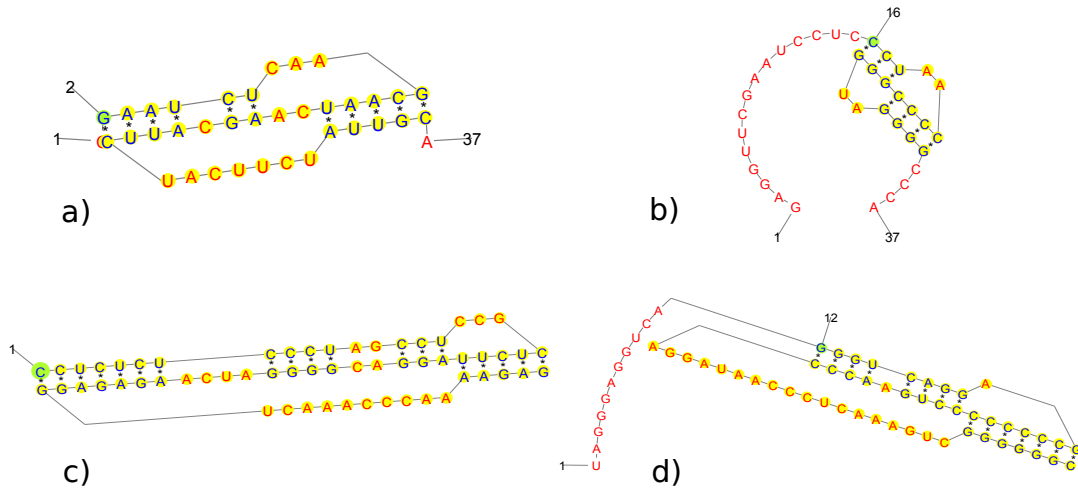 2
16
G A A U C U C A A G
1 C C U U A C G A A C U A A C C A 37
U A C U U C U A U U G
G A G G U U C G A A U C C U C C C U A A C
G G G C C C C
U A G G G G C C C A
1
37
a)
b)
1
12
C C U C U C U C C C U A G C C U C C G
G G A G A G A A C U A G G G G C A G G A U U C U C
U C A A A C C C A A A A G A G
U A G G G A G G U C A
G G G U C A G G A G
A G G A U A A C C C U C A A A G U C G G G G G G C
C C C A A G U C C C C C C C C
1
c)
d)